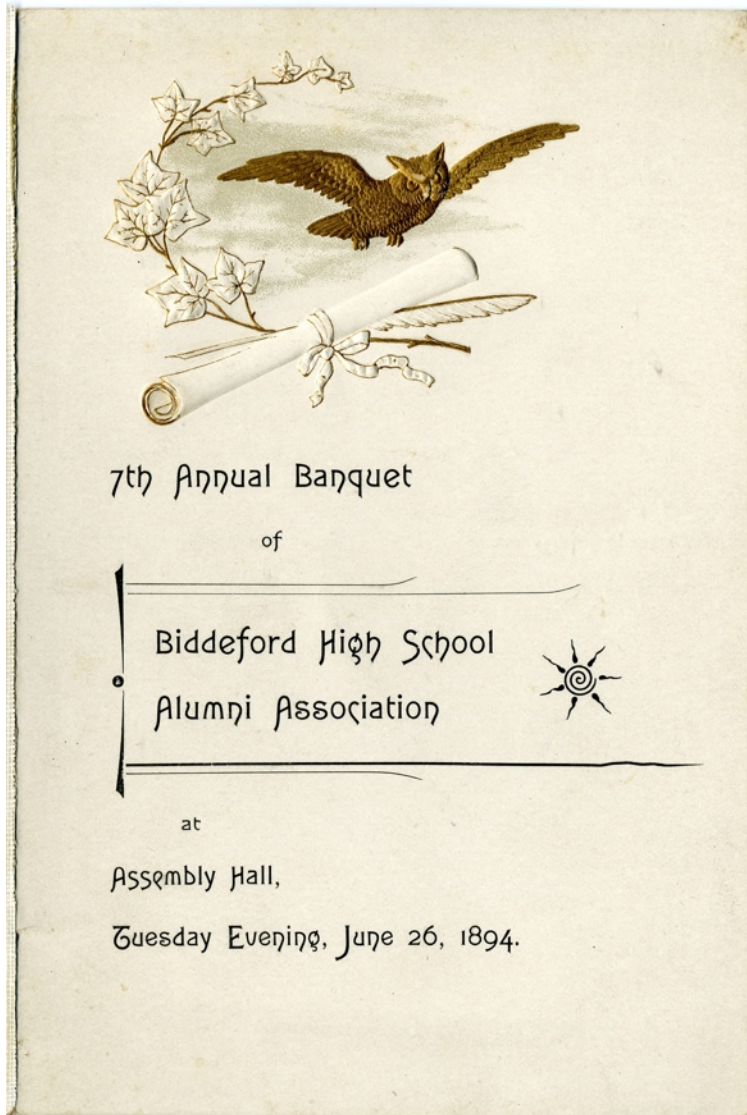 7th Annual Banquet
of
Biddeford High School
Alumni Association
at
Assembly Hall,
Tuesday Evening, June 26, 1894.